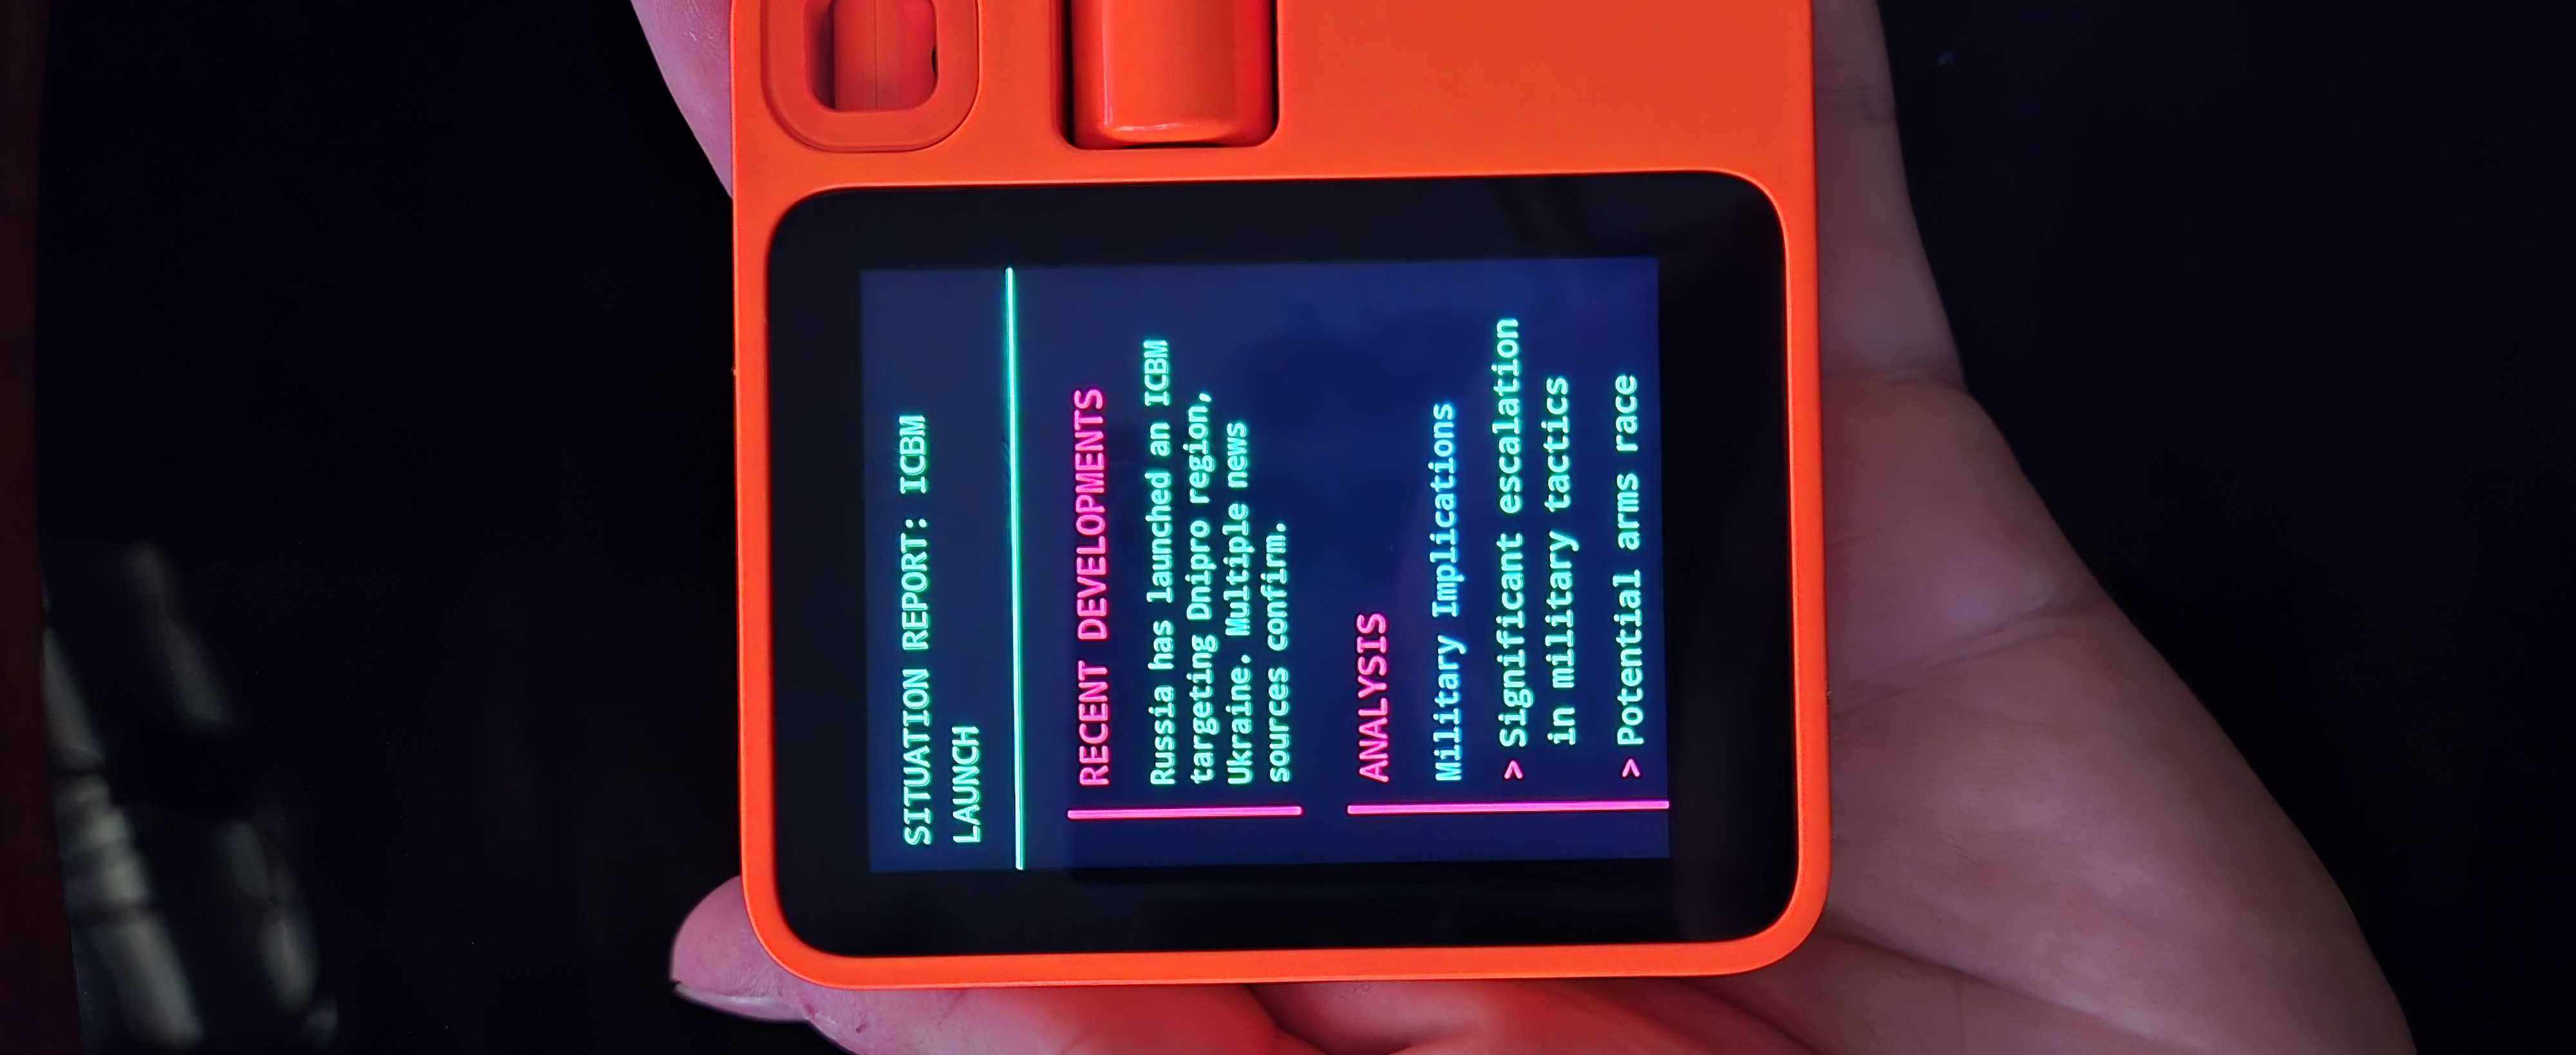 SITUATION REPORT: ICBM
LAUNCH
RECENT DEVELOPMENTS
Russia has launched an ICBM
targeting Dnipro region,
Ukraine. Multiple news
sources confirm.
ANALYSIS
Military Implications
> Significant escalation
in military tactics
> Potential arms race